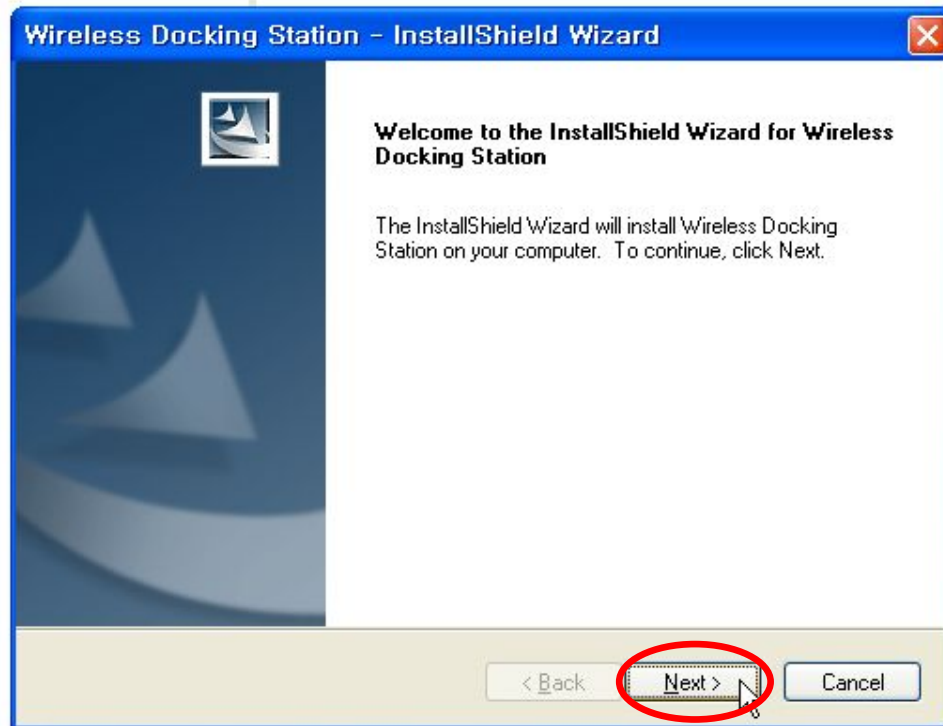 Wireless Docking Station - InstallShield Wizard
Welcome to the InstallShield Wizard for Wireless
Docking Station
The InstallShield Wizard will install Wireless Docking
Station on your computer.  To continue, click Next.
< Back
Next >
Cancel